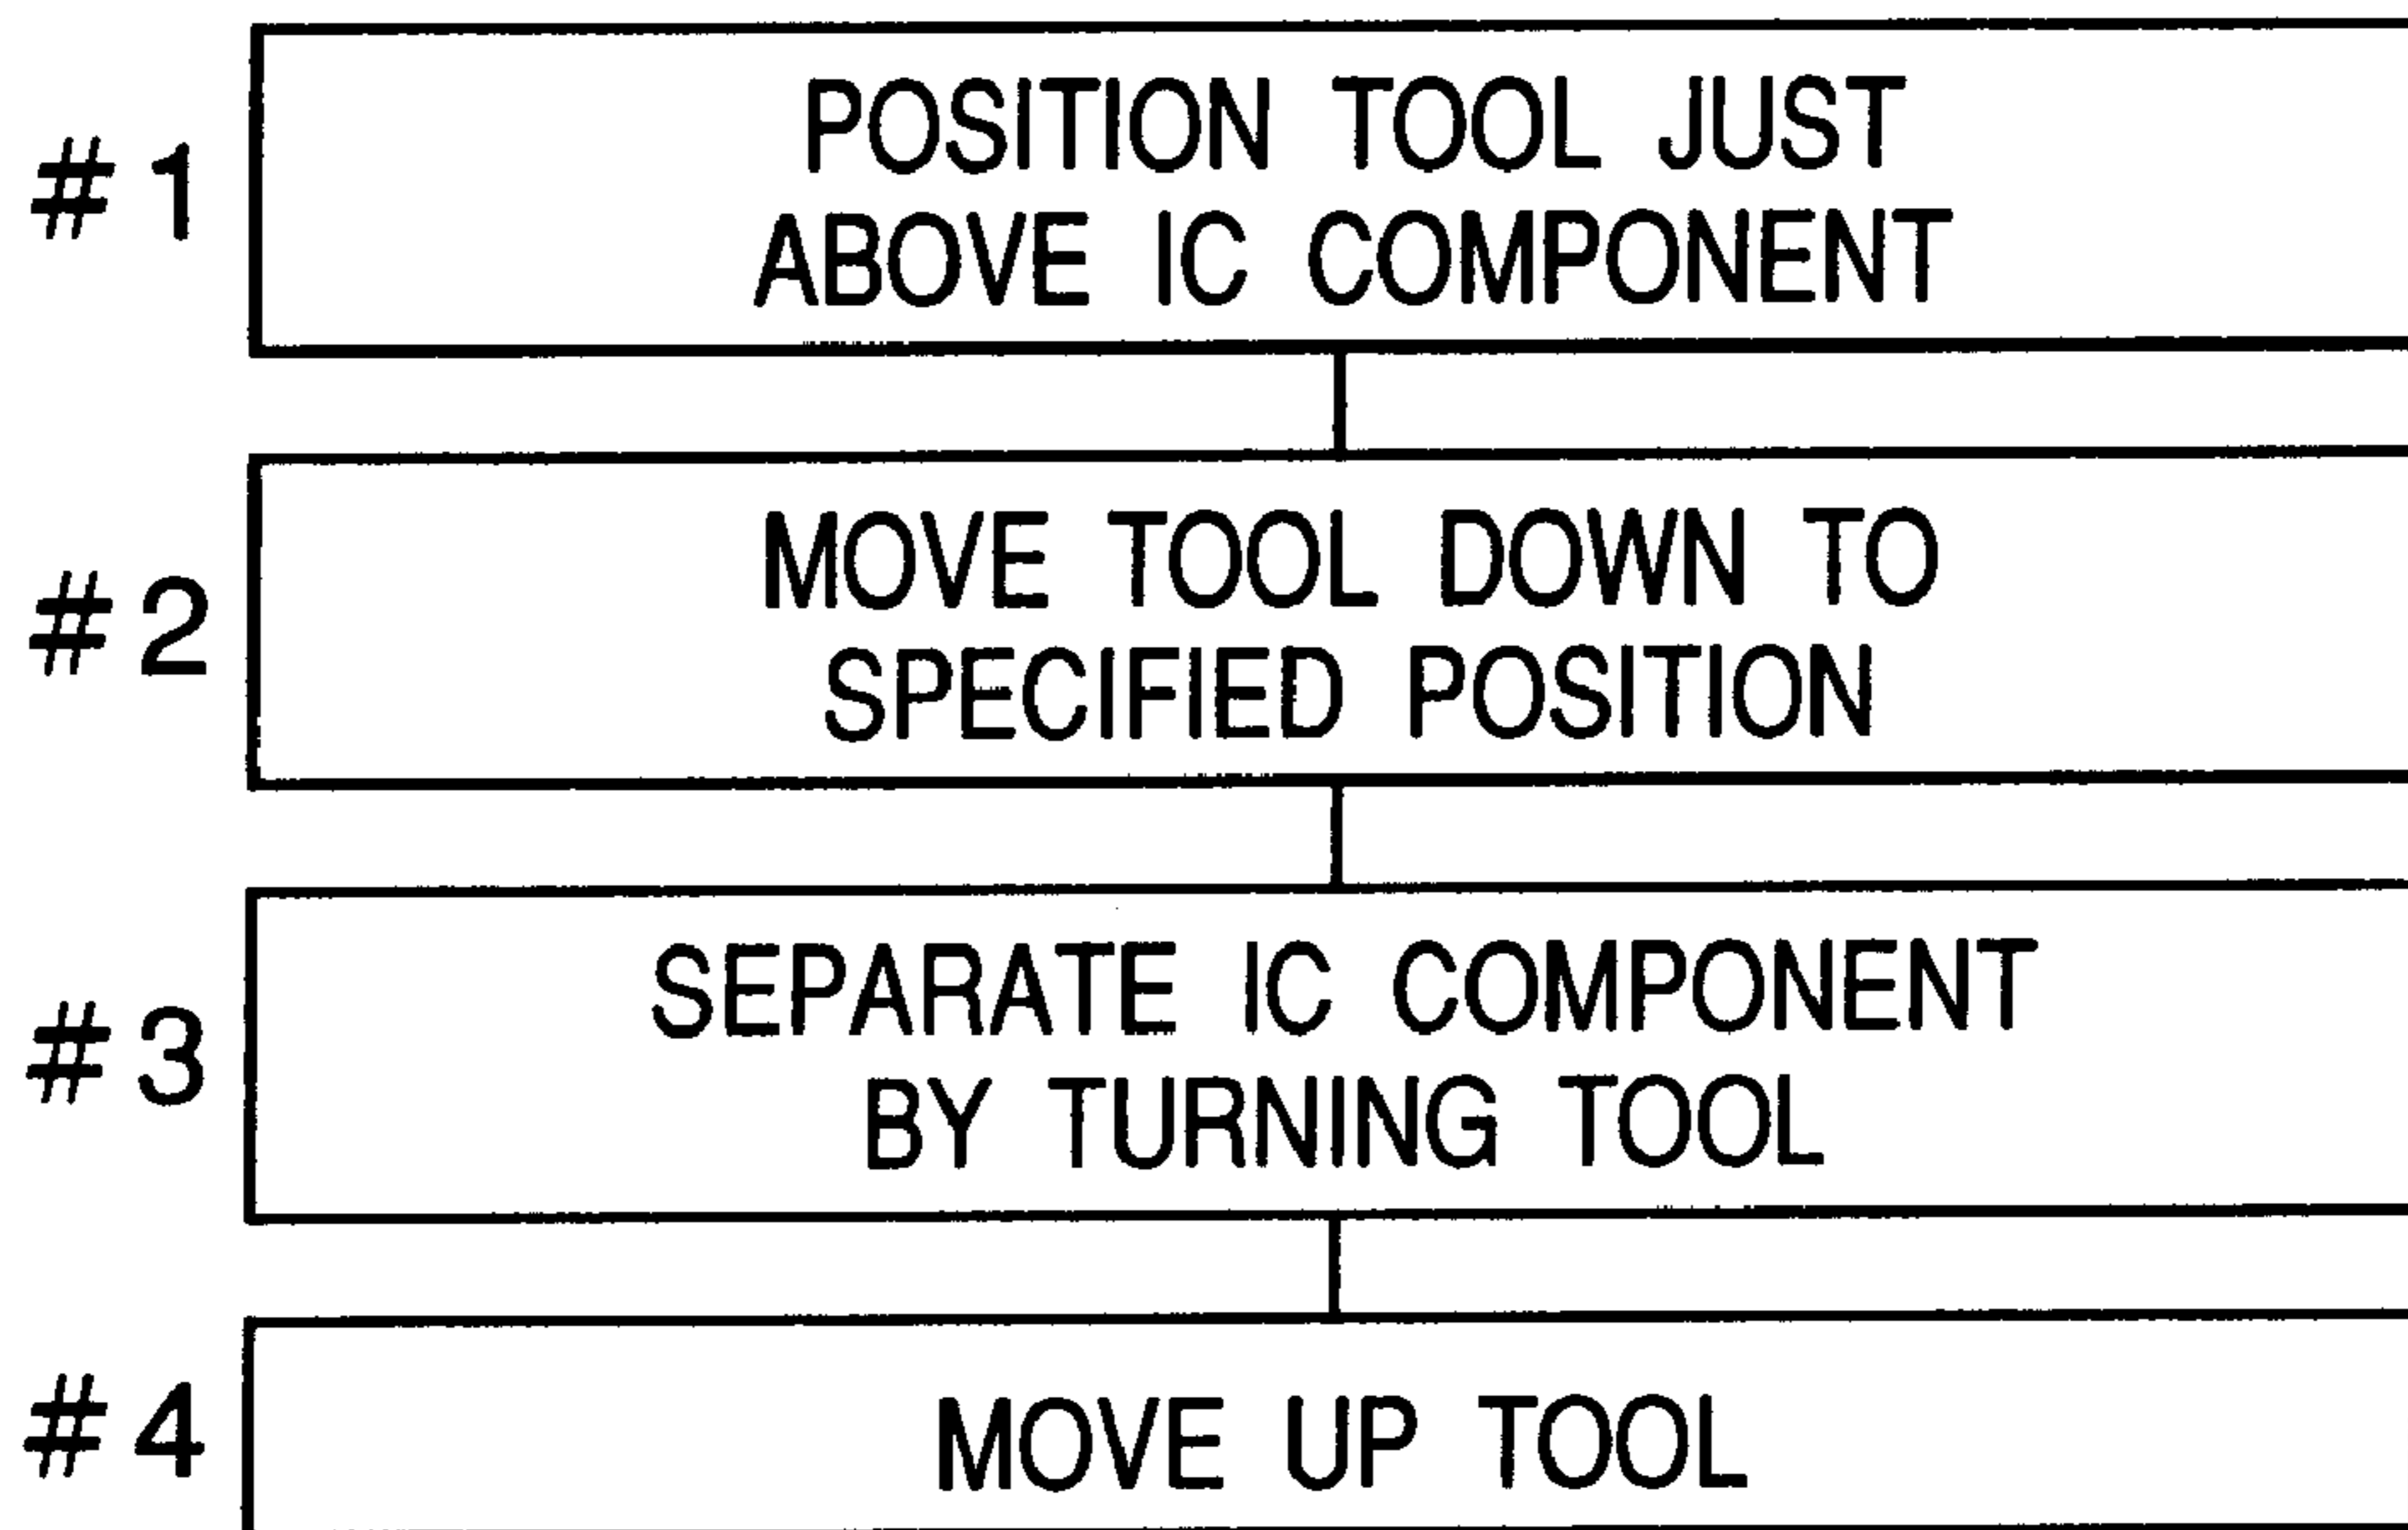 #1
POSITION TOOL JUST
ABOVE IC COMPONENT
#2
MOVE TOOL DOWN TO
SPECIFIED POSITION
#3
SEPARATE IC COMPONENT
BY TURNING TOOL
#4
MOVE UP TOOL